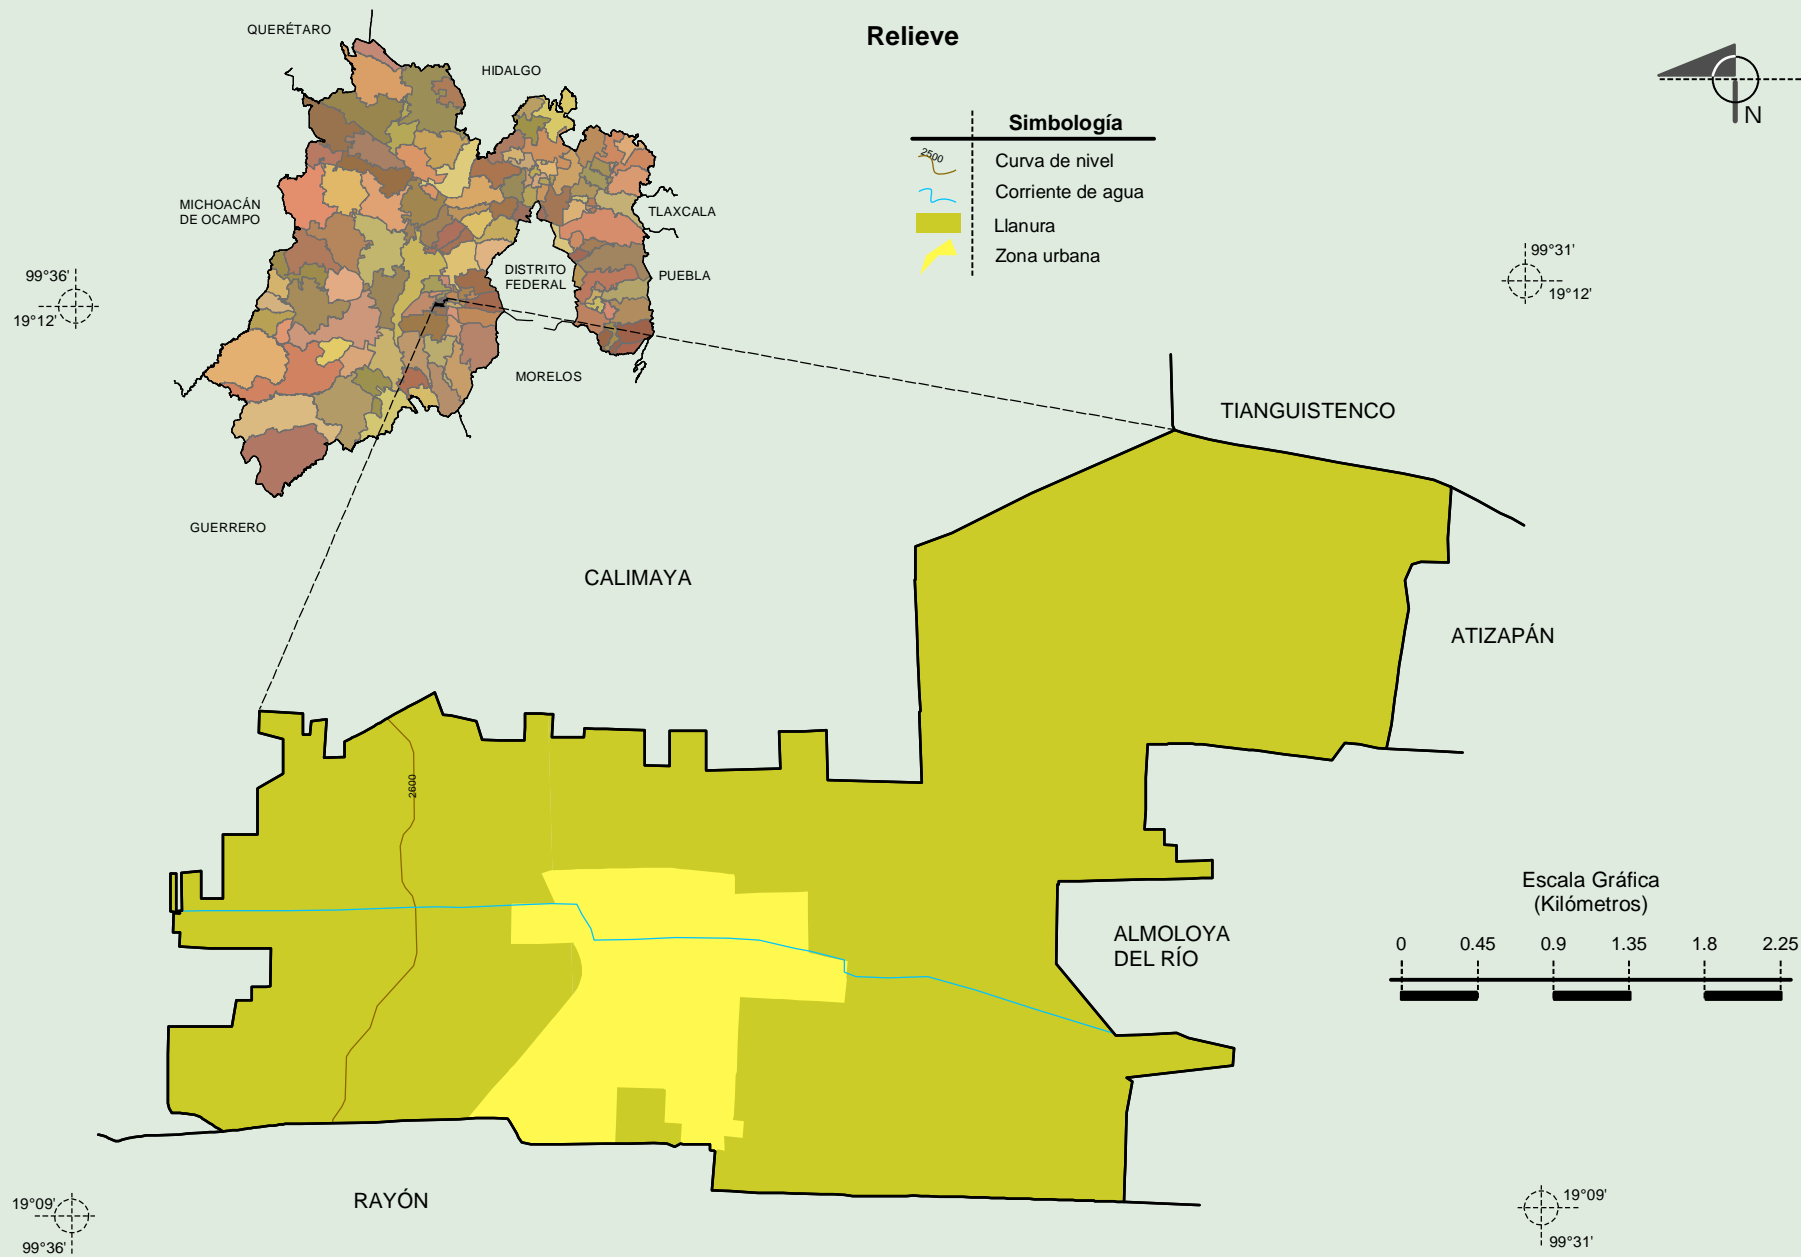 Relieve
QUERÉTARO
HIDALGO
MICHOACÁN
DE OCAMPO
TLAXCALA
DISTRITO
FEDERAL
PUEBLA
MORELOS
GUERRERO
Simbología
2500
Curva de nivel
Corriente de agua
Llanura
Zona urbana
N
99°36'
19°12'
99°31'
19°12'
TIANGUISTENCO
CALIMAYA
ATIZAPÁN
2600
ALMOLOYA
DEL RÍO
Escala Gráfica
(Kilómetros)
0 0.45 0.9 1.35 1.8 2.25
RAYÓN
19°09'
99°36'
19°09'
99°31'